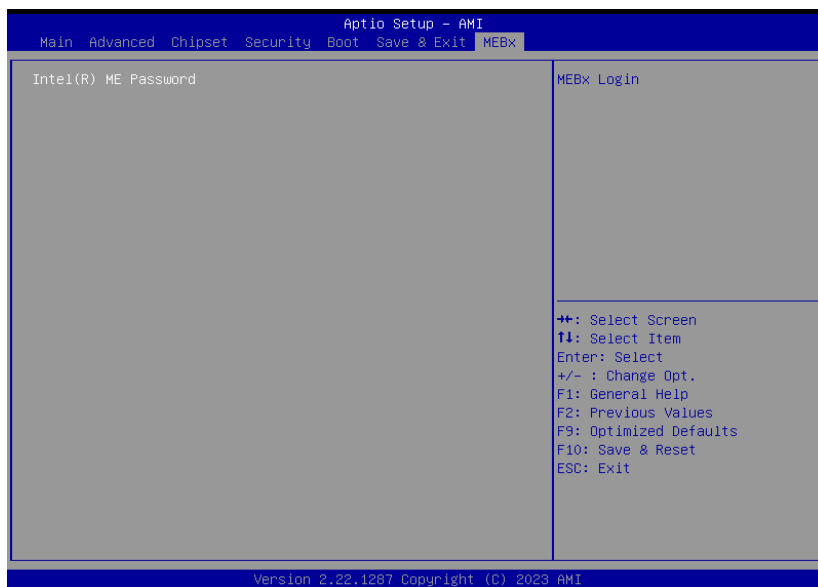 Aptio Setup – AMI
Main Advanced Chipset Security Boot Save & Exit MEBx
Intel(R) ME Password
MEBx Login
→←: Select Screen
↑↓: Select Item
Enter: Select
+/- : Change Opt.
F1: General Help
F2: Previous Values
F9: Optimized Defaults
F10: Save & Reset
ESC: Exit
Version 2.22.1287 Copyright (C) 2023 AMI